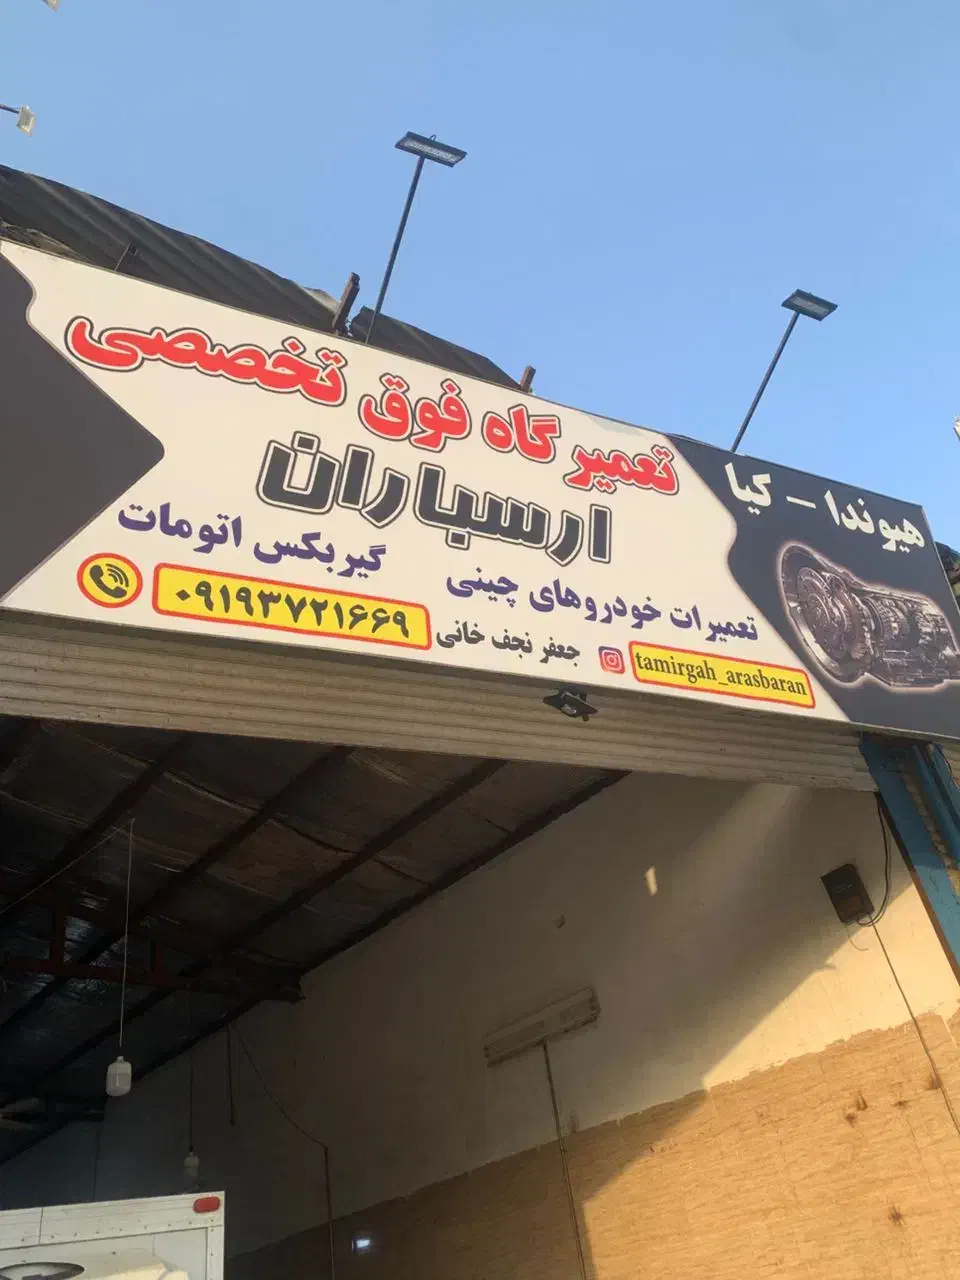 هیوندا - کیا
تعمیر گاه فوق تخصصی
ارسباران
تعمیرات خودروهای چینی
گیربکس اتومات
tamirgah_arasbaran
جعفر نجف خانی
۰۹۱۹۳۷۲۱۶۶۹